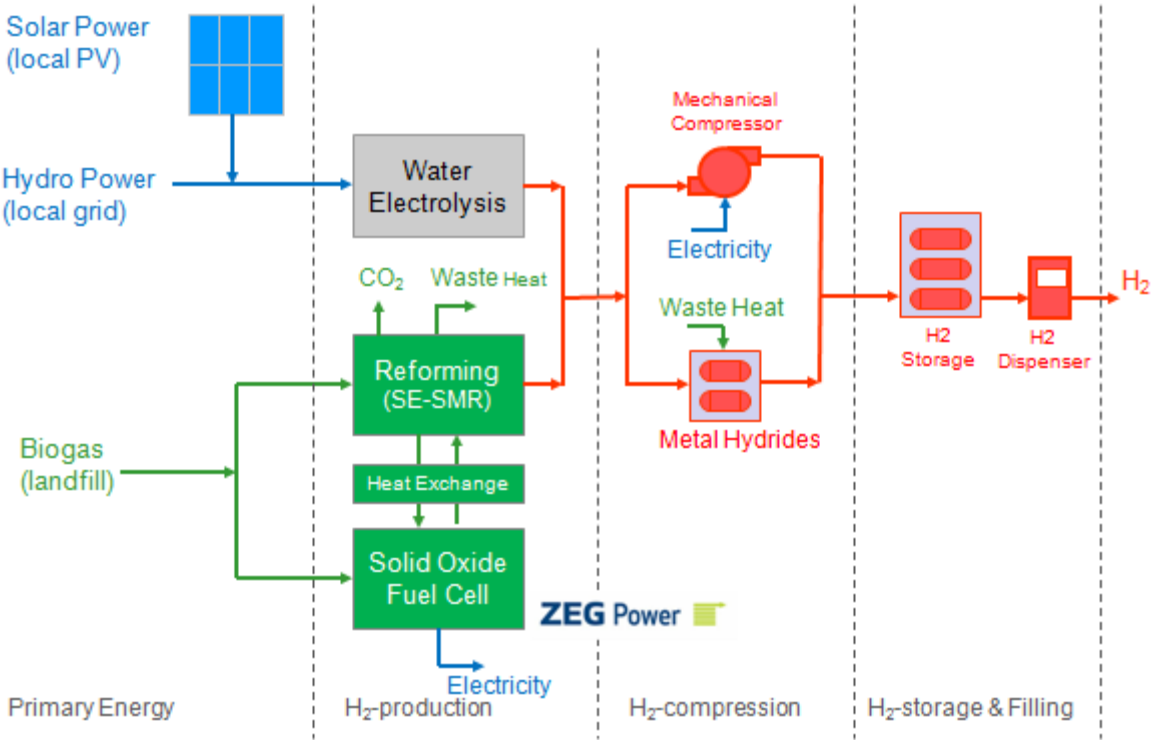 Solar Power
(local PV)
Hydro Power
(local grid)
Biogas
(landfill)
Water
Electrolysis
CO₂
Waste Heat
Reforming
(SE-SMR)
Heat Exchange
Solid Oxide
Fuel Cell
ZEG Power
Electricity
Mechanical
Compressor
Electricity
Waste Heat
Metal Hydrides
H2
Storage
H2
Dispenser
H₂
Primary Energy
H₂-production
H₂-compression
H₂-storage & Filling